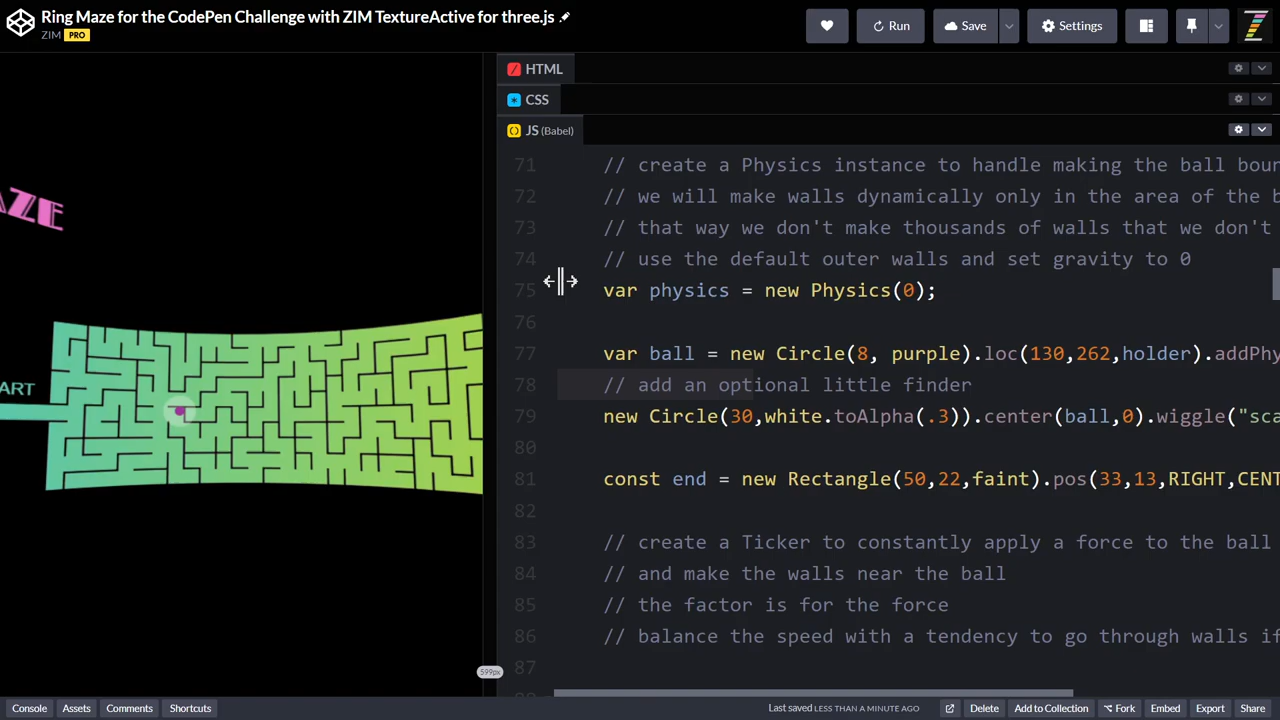 Ring Maze for the CodePen Challenge with ZIM TextureActive for three.js
ZIM PRO
Run
Save
Settings
HTML
CSS
JS (Babel)
AZE
ART
599px
71 // create a Physics instance to handle making the ball boun
72 // we will make walls dynamically only in the area of the b
73 // that way we don't make thousands of walls that we don't
74 // use the default outer walls and set gravity to 0
75 var physics = new Physics(0);
76
77 var ball = new Circle(8, purple).loc(130,262,holder).addPhy
78 // add an optional little finder
79 new Circle(30,white.toAlpha(.3)).center(ball,0).wiggle("sca
80
81 const end = new Rectangle(50,22,faint).pos(33,13,RIGHT,CENT
82
83 // create a Ticker to constantly apply a force to the ball
84 // and make the walls near the ball
85 // the factor is for the force
86 // balance the speed with a tendency to go through walls if
87
Console Assets Comments Shortcuts Last saved LESS THAN A MINUTE AGO Delete Add to Collection Fork Embed Export Share